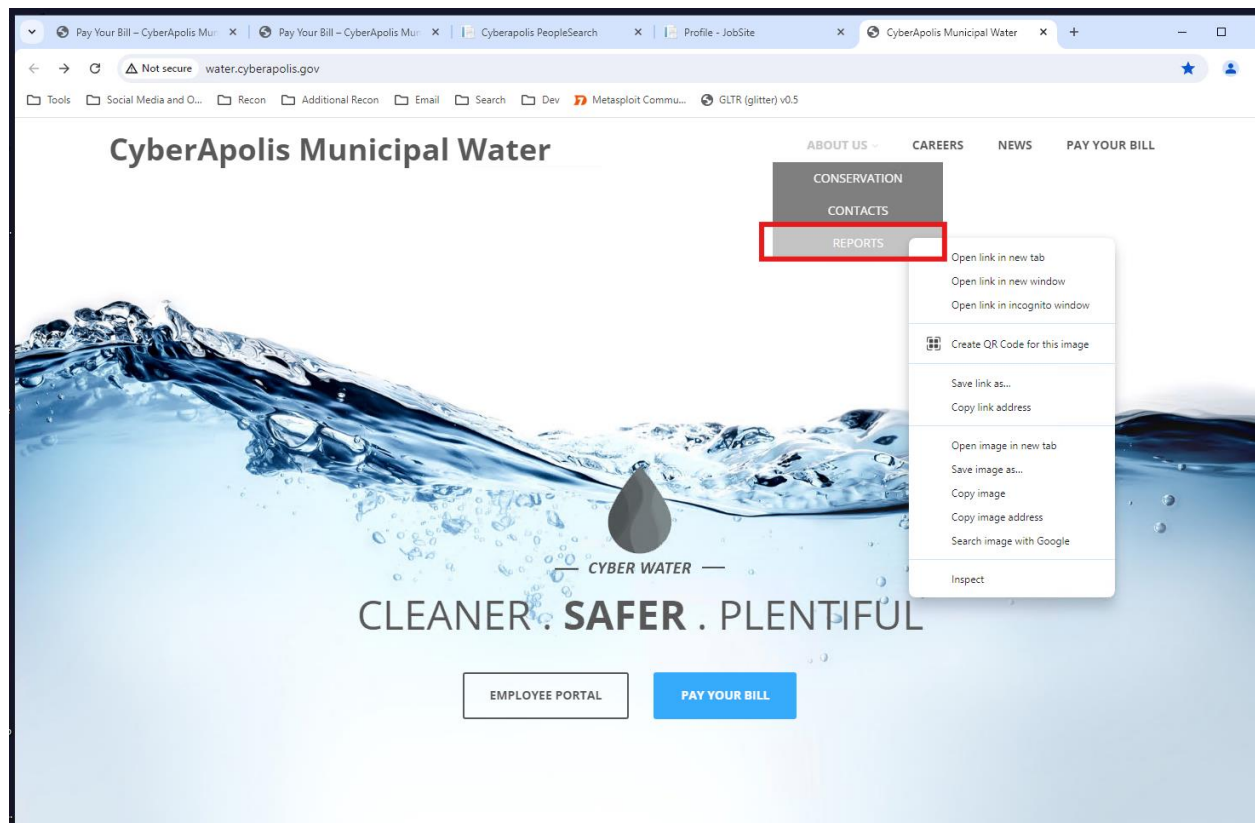 Pay Your Bill – CyberApolis Mun
Pay Your Bill – CyberApolis Mun
Cyberapolis PeopleSearch
Profile - JobSite
CyberApolis Municipal Water
Not secure water.cyberapolis.gov
Tools Social Media and O... Recon Additional Recon Email Search Dev Metasploit Commu... GLTR (glitter) v0.5
CyberApolis Municipal Water
ABOUT US CAREERS NEWS PAY YOUR BILL
CONSERVATION
CONTACTS
REPORTS
Open link in new tab
Open link in new window
Open link in incognito window
Create QR Code for this image
Save link as...
Copy link address
Open image in new tab
Save image as...
Copy image
Copy image address
Search image with Google
Inspect
CYBER WATER
CLEANER . SAFER . PLENTIFUL
EMPLOYEE PORTAL PAY YOUR BILL